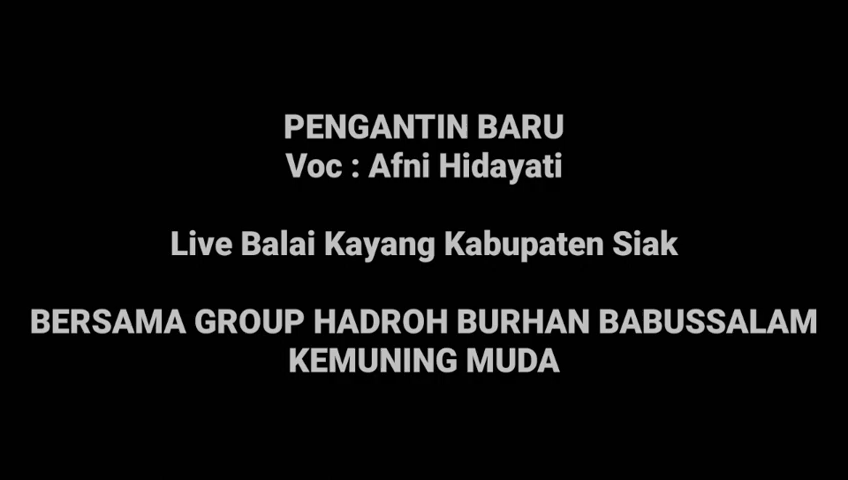 PENGANTIN BARU
Voc : Afni Hidayati
Live Balai Kayang Kabupaten Siak
BERSAMA GROUP HADROH BURHAN BABUSSALAM
KEMUNING MUDA